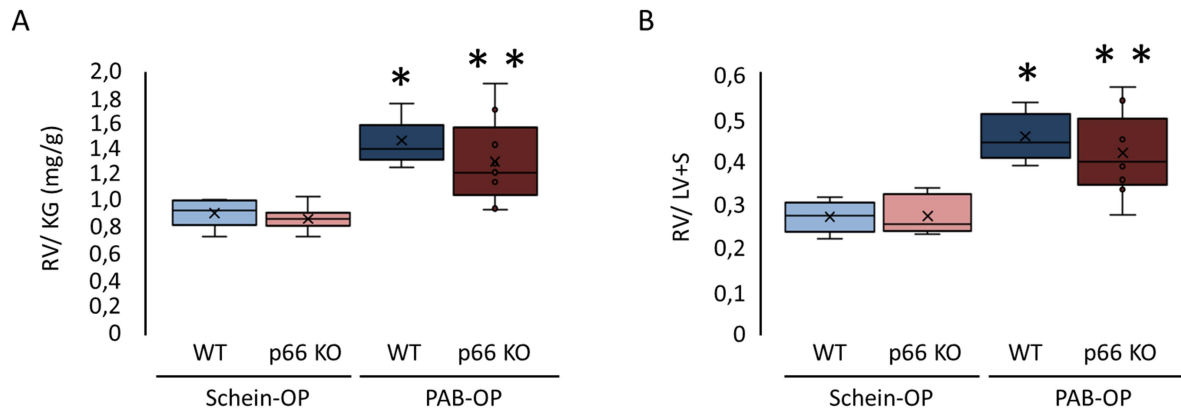 A
RV/ KG (mg/g)
2,0
1,8
1,6
1,4
1,2
1,0
0,8
0,6
0,4
0,2
0
*
* *
WT
p66 KO
WT
p66 KO
Schein-OP
PAB-OP
B
RV/ LV+S
0,6
0,5
0,4
0,3
0,2
0,1
0
*
* *
WT
p66 KO
WT
p66 KO
Schein-OP
PAB-OP